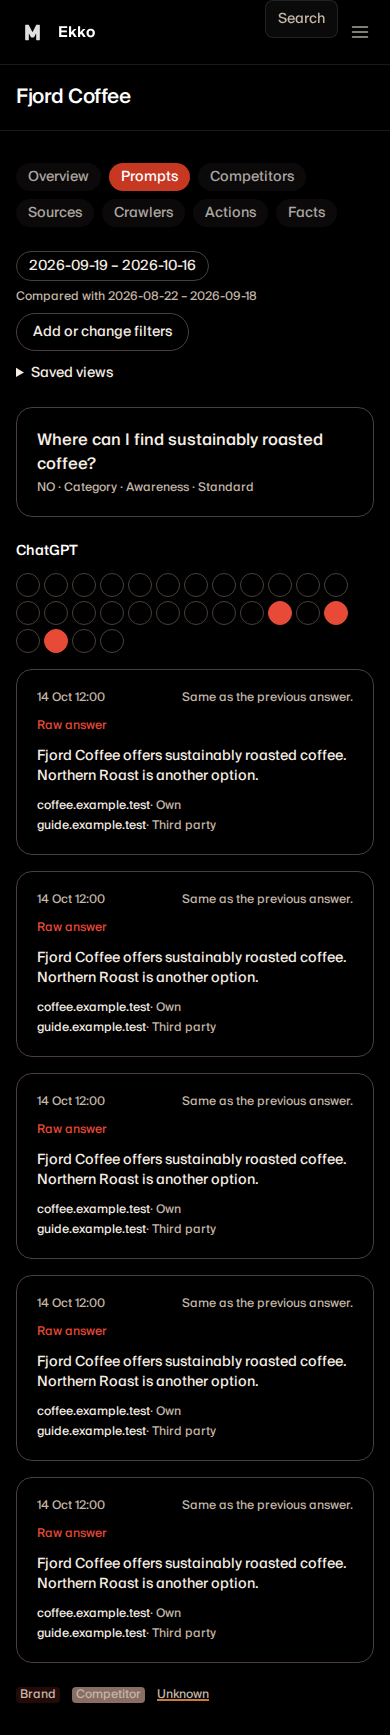 Search
Ekko
Fjord Coffee
Overview
Prompts
Competitors
Sources
Crawlers
Actions
Facts
2026-09-19 – 2026-10-16
Compared with 2026-08-22 – 2026-09-18
Add or change filters
Saved views
Where can I find sustainably roasted
coffee?
NO · Category · Awareness · Standard
ChatGPT
14 Oct 12:00 Same as the previous answer.
Raw answer
Fjord Coffee offers sustainably roasted coffee.
Northern Roast is another option.
coffee.example.test· Own
guide.example.test· Third party
14 Oct 12:00 Same as the previous answer.
Raw answer
Fjord Coffee offers sustainably roasted coffee.
Northern Roast is another option.
coffee.example.test· Own
guide.example.test· Third party
14 Oct 12:00 Same as the previous answer.
Raw answer
Fjord Coffee offers sustainably roasted coffee.
Northern Roast is another option.
coffee.example.test· Own
guide.example.test· Third party
14 Oct 12:00 Same as the previous answer.
Raw answer
Fjord Coffee offers sustainably roasted coffee.
Northern Roast is another option.
coffee.example.test· Own
guide.example.test· Third party
14 Oct 12:00 Same as the previous answer.
Raw answer
Fjord Coffee offers sustainably roasted coffee.
Northern Roast is another option.
coffee.example.test· Own
guide.example.test· Third party
Brand Competitor Unknown